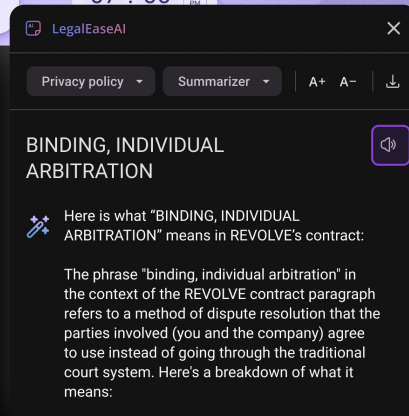 PM
AI
LegalEaseAI
Privacy policy
Summarizer
A+ A−
BINDING, INDIVIDUAL
ARBITRATION
Here is what “BINDING, INDIVIDUAL
ARBITRATION” means in REVOLVE’s contract:
The phrase "binding, individual arbitration" in
the context of the REVOLVE contract paragraph
refers to a method of dispute resolution that the
parties involved (you and the company) agree
to use instead of going through the traditional
court system. Here's a breakdown of what it
means: